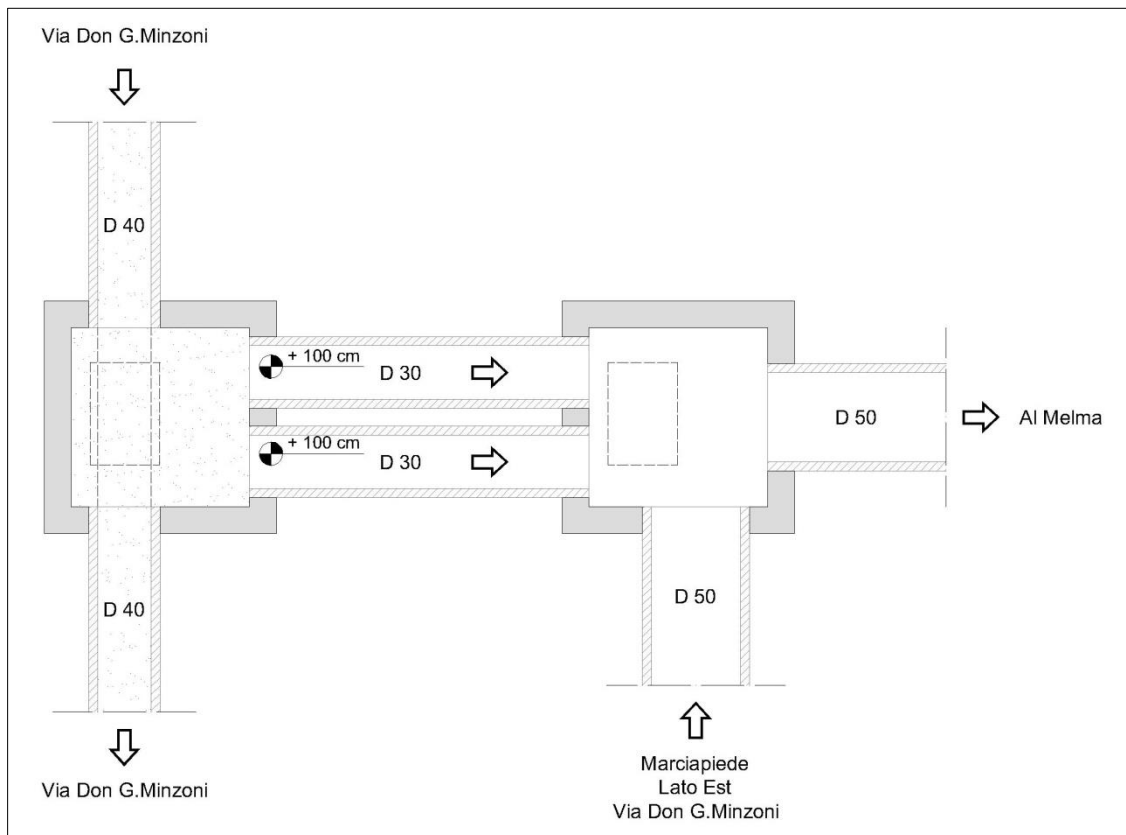 Via Don G.Minzoni
D 40
+ 100 cm
D 30
+ 100 cm
D 30
D 50
Al Melma
D 40
D 50
Via Don G.Minzoni
Marciapiede
Lato Est
Via Don G.Minzoni